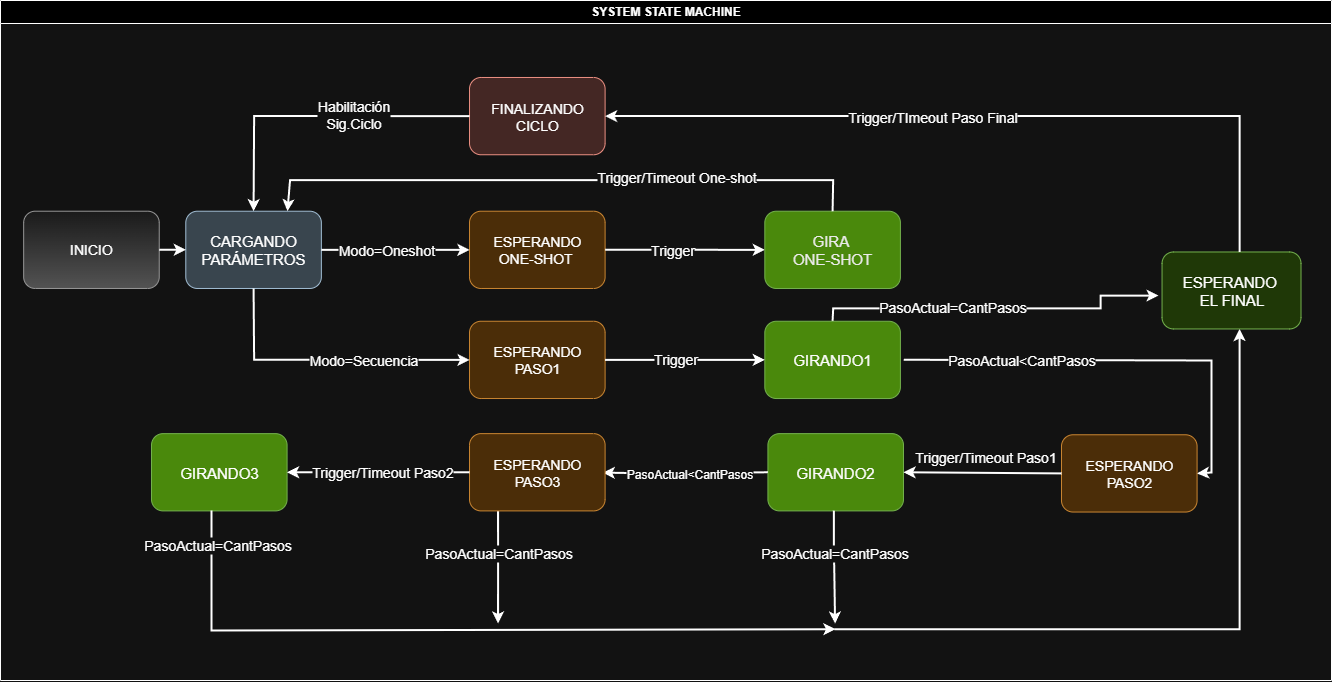 SYSTEM STATE MACHINE
FINALIZANDO
CICLO
Habilitación
Sig.Ciclo
Trigger/TImeout Paso Final
Trigger/Timeout One-shot
INICIO
CARGANDO
PARÁMETROS
Modo=Oneshot
ESPERANDO
ONE-SHOT
Trigger
GIRA
ONE-SHOT
ESPERANDO
EL FINAL
PasoActual=CantPasos
Modo=Secuencia
ESPERANDO
PASO1
Trigger
GIRANDO1
PasoActual<CantPasos
GIRANDO3
Trigger/Timeout Paso2
ESPERANDO
PASO3
PasoActual<CantPasos
GIRANDO2
Trigger/Timeout Paso1
ESPERANDO
PASO2
PasoActual=CantPasos
PasoActual=CantPasos
PasoActual=CantPasos